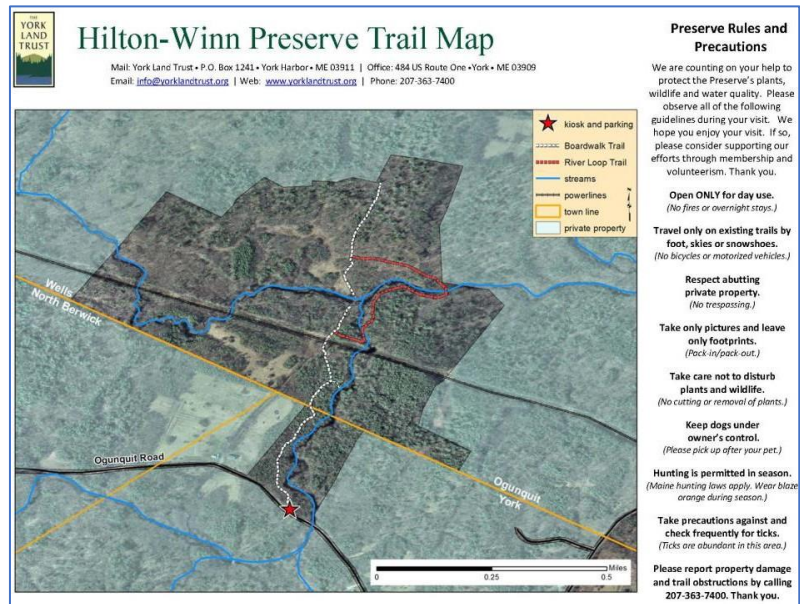 THE
YORK
LAND
TRUST
Hilton-Winn Preserve Trail Map
Mail: York Land Trust • P.O. Box 1241 • York Harbor • ME 03911 | Office: 484 US Route One •York • ME 03909
Email: info@yorklandtrust.org | Web: www.yorklandtrust.org | Phone: 207-363-7400
kiosk and parking
Boardwalk Trail
River Loop Trail
streams
powerlines
town line
private property
Wells
North Berwick
Ogunquit Road
Ogunquit
York
Miles
0
0.25
0.5
Preserve Rules and
Precautions
We are counting on your help to
protect the Preserve's plants,
wildlife and water quality. Please
observe all of the following
guidelines during your visit. We
hope you enjoy your visit. If so,
please consider supporting our
efforts through membership and
volunteerism. Thank you.
Open ONLY for day use.
(No fires or overnight stays.)
Travel only on existing trails by
foot, skies or snowshoes.
(No bicycles or motorized vehicles.)
Respect abutting
private property.
(No trespassing.)
Take only pictures and leave
only footprints.
(Pack-in/pack-out.)
Take care not to disturb
plants and wildlife.
(No cutting or removal of plants.)
Keep dogs under
owner's control.
(Please pick up after your pet.)
Hunting is permitted in season.
(Maine hunting laws apply. Wear blaze
orange during season.)
Take precautions against and
check frequently for ticks.
(Ticks are abundant in this area.)
Please report property damage
and trail obstructions by calling
207-363-7400. Thank you.